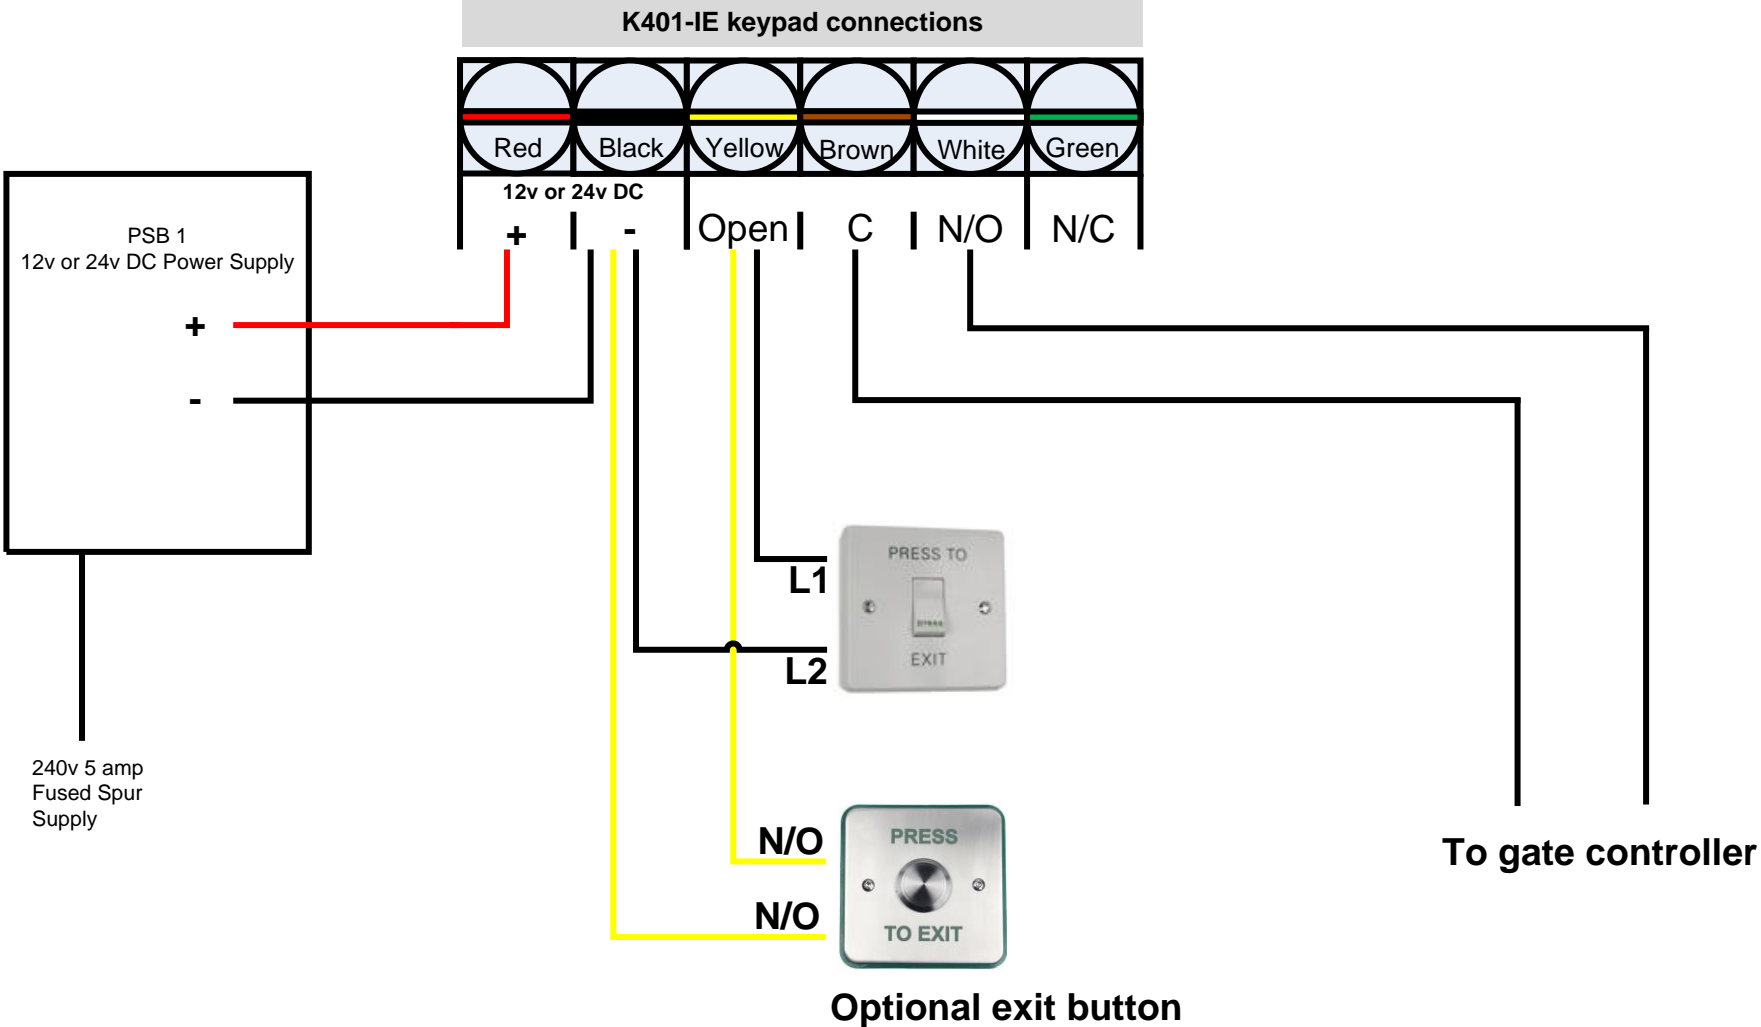 K401-IE keypad connections
Red Black Yellow Brown White Green
12v or 24v DC
+ - Open C N/O N/C
PSB 1
12v or 24v DC Power Supply
+
-
240v 5 amp
Fused Spur
Supply
L1
L2
PRESS TO
press
EXIT
N/O
N/O
PRESS
TO EXIT
Optional exit button
To gate controller